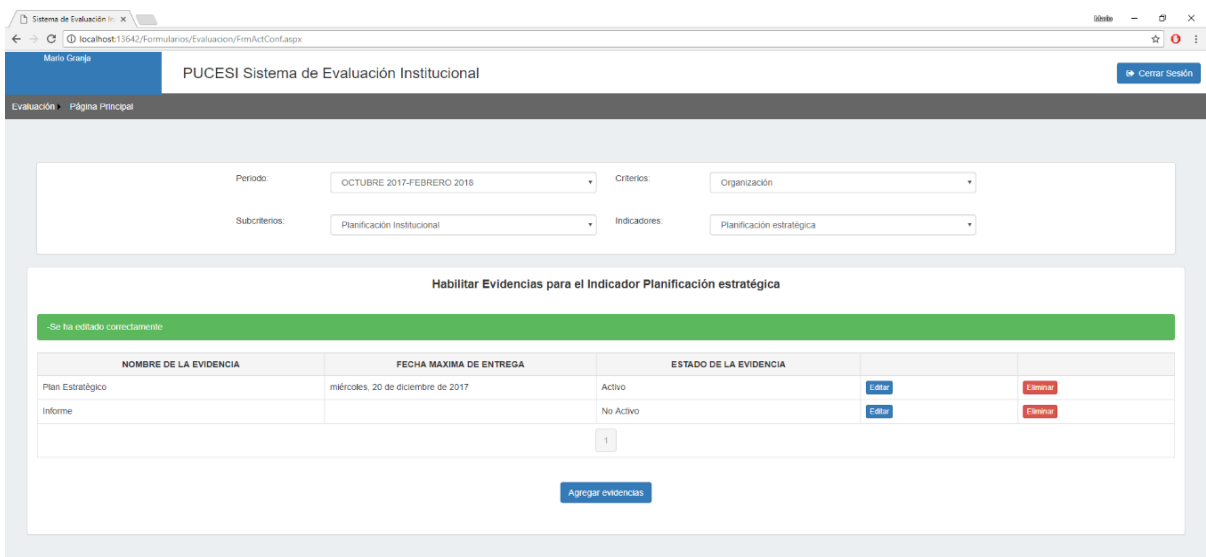 Sistema de Evaluación In
localhost:13642/Formularios/Evaluacion/FrmActConf.aspx
Mario Granja
PUCESI Sistema de Evaluación Institucional
Cerrar Sesión
Evaluación Página Principal
Periodo: OCTUBRE 2017-FEBRERO 2018 Criterios: Organización
Subcriterios: Planificación Institucional Indicadores: Planificación estratégica
Habilitar Evidencias para el Indicador Planificación estratégica
-Se ha editado correctamente
NOMBRE DE LA EVIDENCIA FECHA MAXIMA DE ENTREGA ESTADO DE LA EVIDENCIA
Plan Estratégico miércoles, 20 de diciembre de 2017 Activo Editar Eliminar
Informe No Activo Editar Eliminar
1
Agregar evidencias